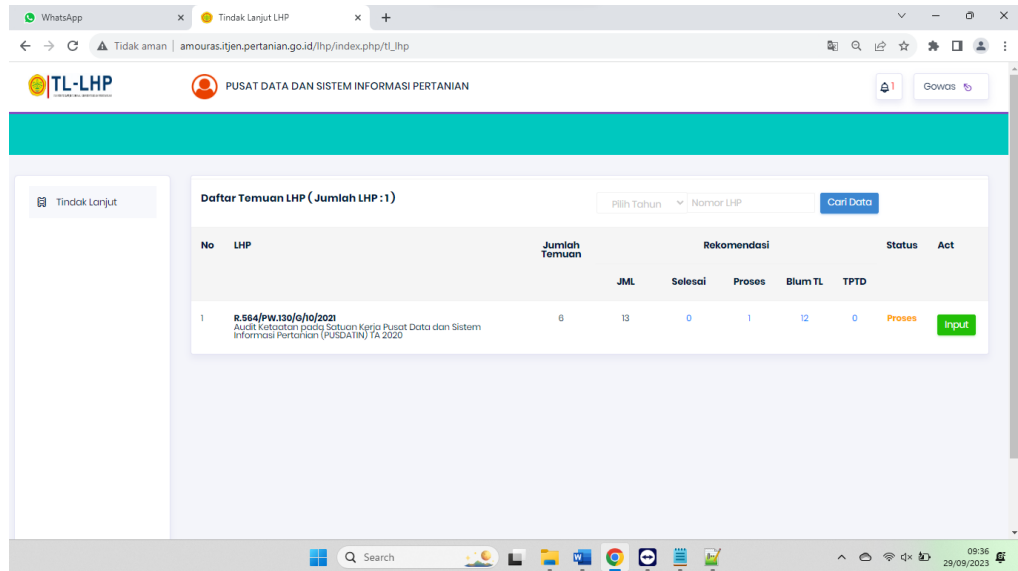 WhatsApp
Tindak Lanjut LHP
Tidak aman
amouras.itjen.pertanian.go.id/lhp/index.php/tl_lhp
TL-LHP
PUSAT DATA DAN SISTEM INFORMASI PERTANIAN
1
Gowas
Tindak Lanjut
Daftar Temuan LHP ( Jumlah LHP : 1 )
Pilih Tahun
Nomor LHP
Cari Data
No LHP Jumlah Temuan Rekomendasi Status Act
JML Selesai Proses Blum TL TPTD
1 R.564/PW.130/G/10/2021 6 13 0 1 12 0 Proses Input
Audit Ketaatan pada Satuan Kerja Pusat Data dan Sistem
Informasi Pertanian (PUSDATIN) TA 2020
Search
09:36
29/09/2023